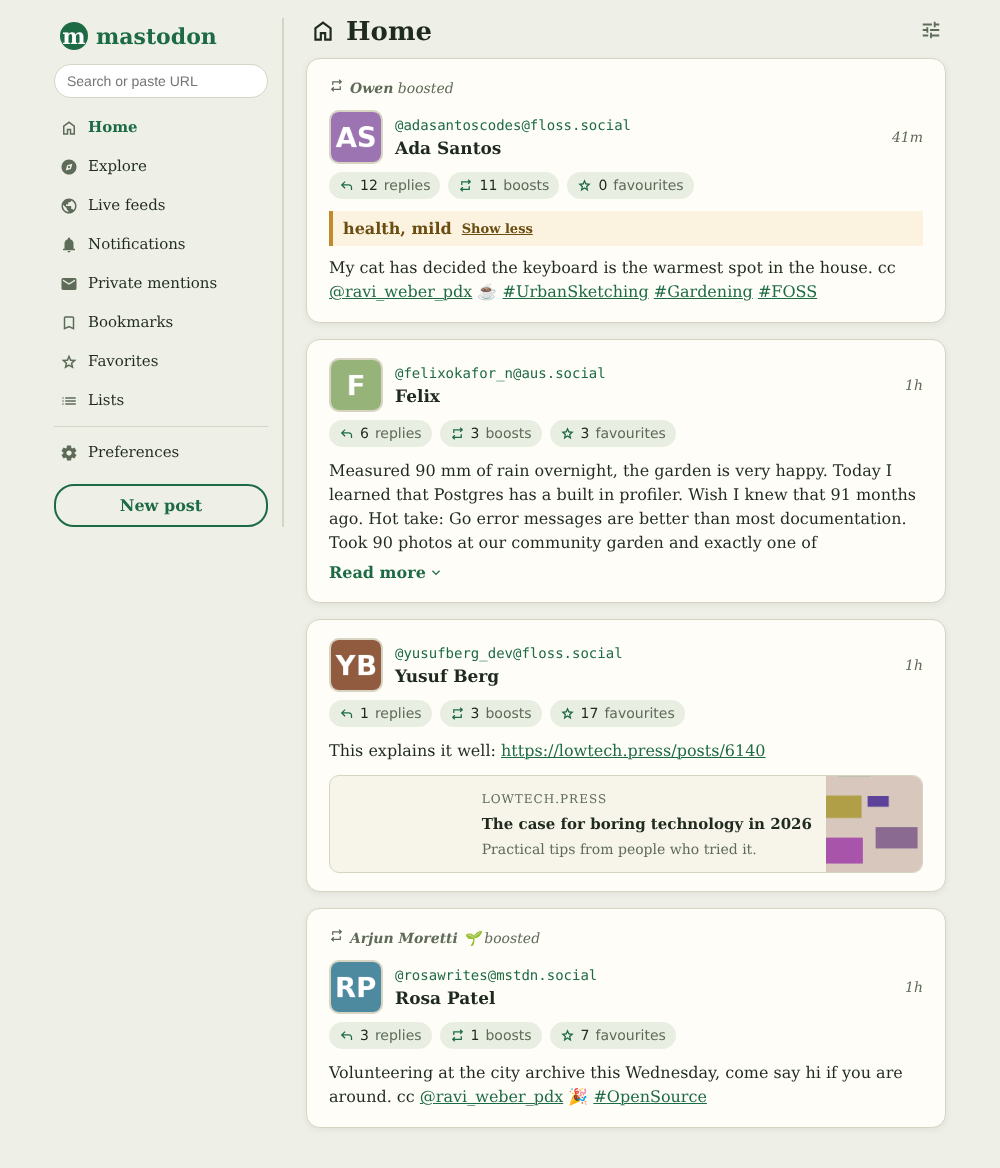 mastodon
Search or paste URL
Home
Explore
Live feeds
Notifications
Private mentions
Bookmarks
Favorites
Lists
Preferences
New post
Home
Owen boosted
AS
@adasantoscodes@floss.social
Ada Santos
41m
12 replies
11 boosts
0 favourites
health, mild Show less
My cat has decided the keyboard is the warmest spot in the house. cc
@ravi_weber_pdx ☕ #UrbanSketching #Gardening #FOSS
F
@felixokafor_n@aus.social
Felix
1h
6 replies
3 boosts
3 favourites
Measured 90 mm of rain overnight, the garden is very happy. Today I
learned that Postgres has a built in profiler. Wish I knew that 91 months
ago. Hot take: Go error messages are better than most documentation.
Took 90 photos at our community garden and exactly one of
Read more
YB
@yusufberg_dev@floss.social
Yusuf Berg
1h
1 replies
3 boosts
17 favourites
This explains it well: https://lowtech.press/posts/6140
LOWTECH.PRESS
The case for boring technology in 2026
Practical tips from people who tried it.
Arjun Moretti 🌱 boosted
RP
@rosawrites@mstdn.social
Rosa Patel
1h
3 replies
1 boosts
7 favourites
Volunteering at the city archive this Wednesday, come say hi if you are
around. cc @ravi_weber_pdx 🎉 #OpenSource